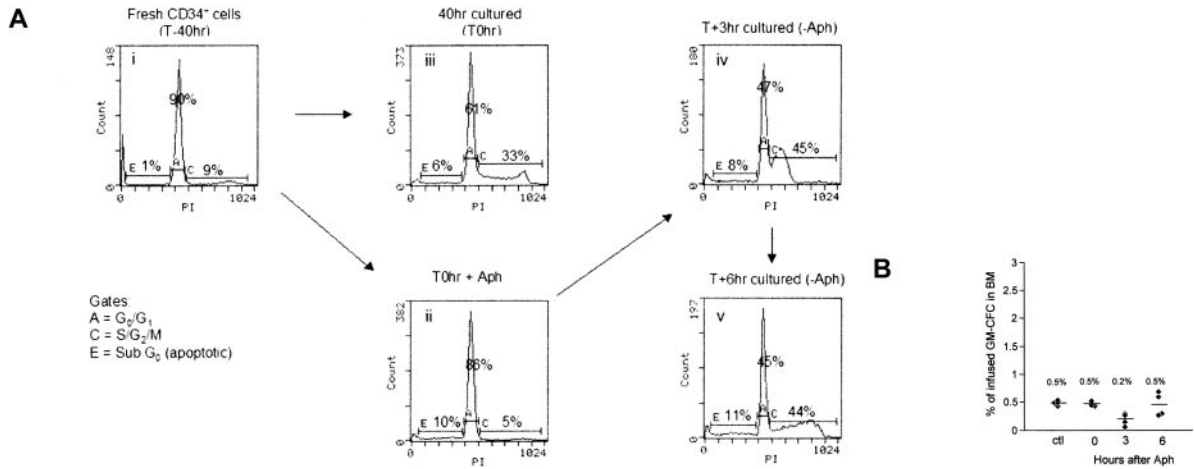 A
Fresh CD34+ cells
(T-40hr)
148
i
90%
E 1% A C 9%
Count
0
0 1024
PI
40hr cultured
(T0hr)
373
iii
61%
E 6% A C 33%
Count
0
0 1024
PI
T+3hr cultured (-Aph)
180
iv
47%
E 8% A C 45%
Count
0
0 1024
PI
T0hr + Aph
382
ii
86%
E 10% A C 5%
Count
0
0 1024
PI
T+6hr cultured (-Aph)
197
v
45%
E 11% A C 44%
Count
0
0 1024
PI
Gates:
A = G0/G1
C = S/G2/M
E = Sub G0 (apoptotic)
B
% of infused GM-CFC in BM
3
2.5
2
1.5
1
0.5
0
0.5% 0.5% 0.2% 0.5%
ctl 0 3 6
Hours after Aph